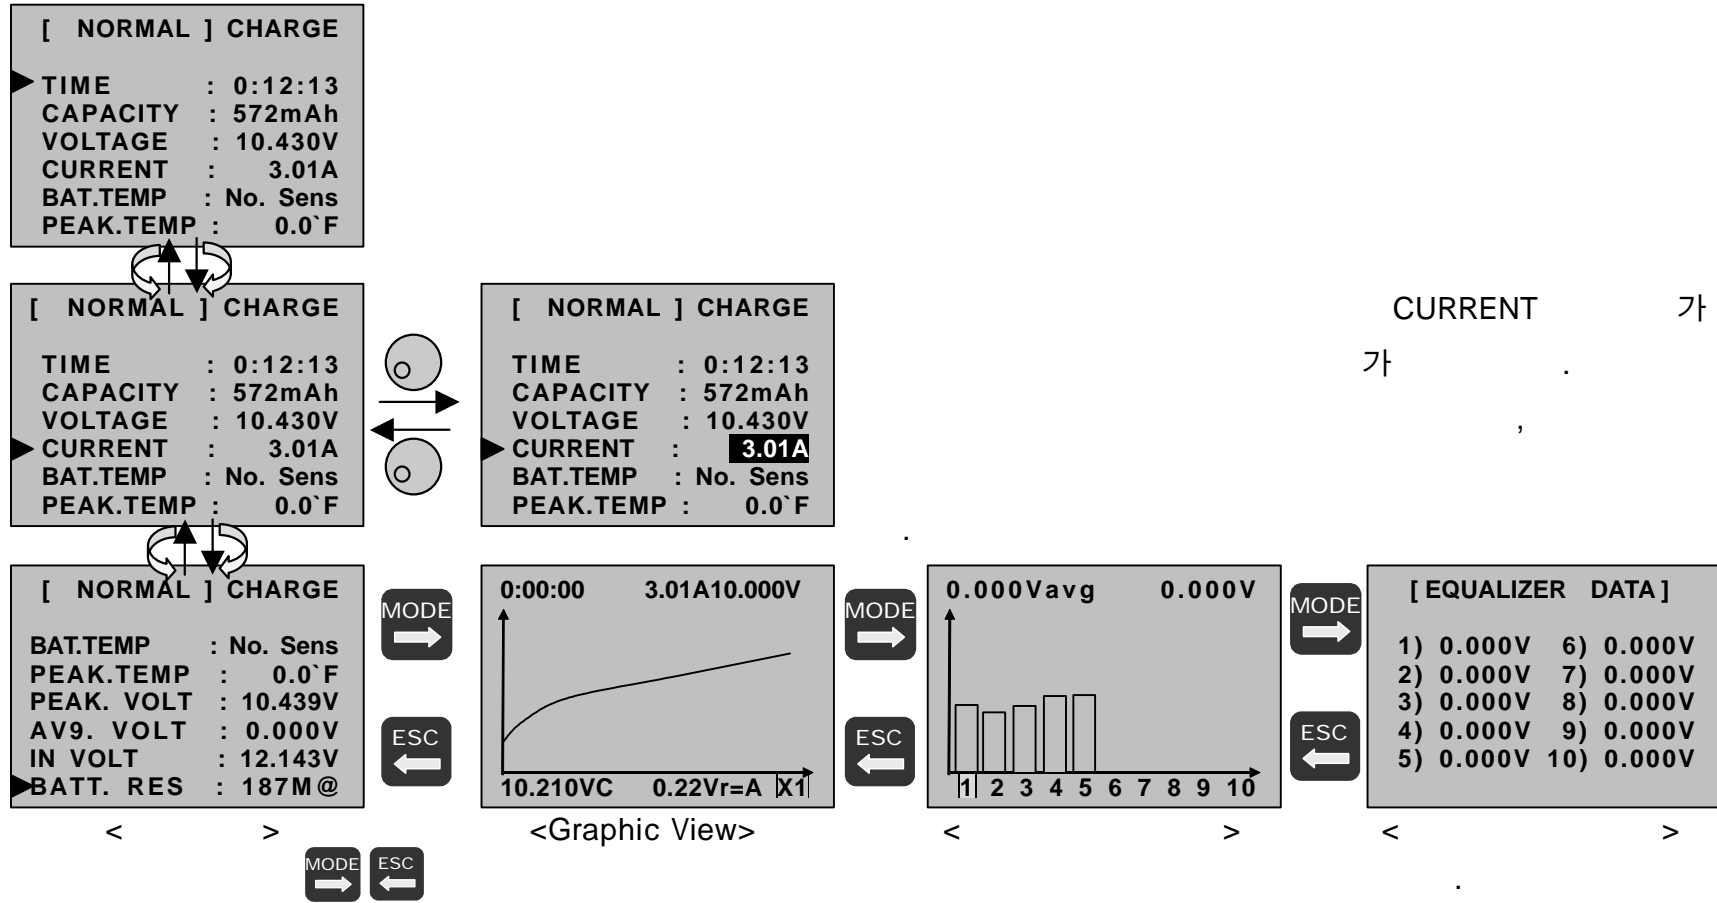 [ NORMAL ] CHARGE
TIME : 0:12:13
CAPACITY : 572mAh
VOLTAGE : 10.430V
CURRENT : 3.01A
BAT.TEMP : No. Sens
PEAK.TEMP : 0.0`F
[ NORMAL ] CHARGE
TIME : 0:12:13
CAPACITY : 572mAh
VOLTAGE : 10.430V
CURRENT : 3.01A
BAT.TEMP : No. Sens
PEAK.TEMP : 0.0`F
[ NORMAL ] CHARGE
TIME : 0:12:13
CAPACITY : 572mAh
VOLTAGE : 10.430V
CURRENT : 3.01A
BAT.TEMP : No. Sens
PEAK.TEMP : 0.0`F
CURRENT 가
가 .
,
.
[ NORMAL ] CHARGE
BAT.TEMP : No. Sens
PEAK.TEMP : 0.0`F
PEAK. VOLT : 10.439V
AV9. VOLT : 0.000V
IN VOLT : 12.143V
BATT. RES : 187M@
< >
MODE
ESC
0:00:00 3.01A10.000V
10.210VC 0.22Vr=A X1
<Graphic View>
MODE
ESC
0.000Vavg 0.000V
1 2 3 4 5 6 7 8 9 10
< >
MODE
ESC
[ EQUALIZER DATA ]
1) 0.000V 6) 0.000V
2) 0.000V 7) 0.000V
3) 0.000V 8) 0.000V
4) 0.000V 9) 0.000V
5) 0.000V 10) 0.000V
< >
MODE ESC
.